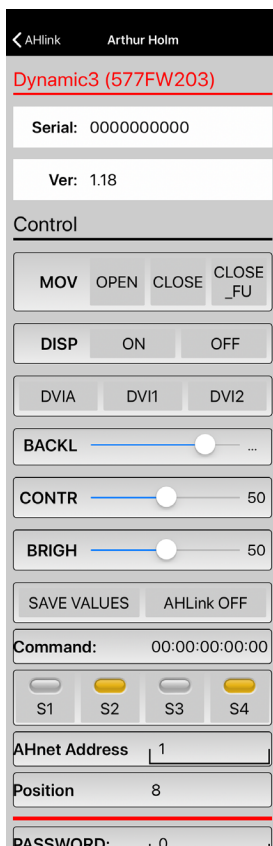 AHlink Arthur Holm
Dynamic3 (577FW203)
Serial: 0000000000
Ver: 1.18
Control
MOV OPEN CLOSE CLOSE
_FU
DISP ON OFF
DVIA DVI1 DVI2
BACKL ...
CONTR 50
BRIGH 50
SAVE VALUES AHLink OFF
Command: 00:00:00:00:00
S1 S2 S3 S4
AHnet Address 1
Position 8
PASSWORD: 0